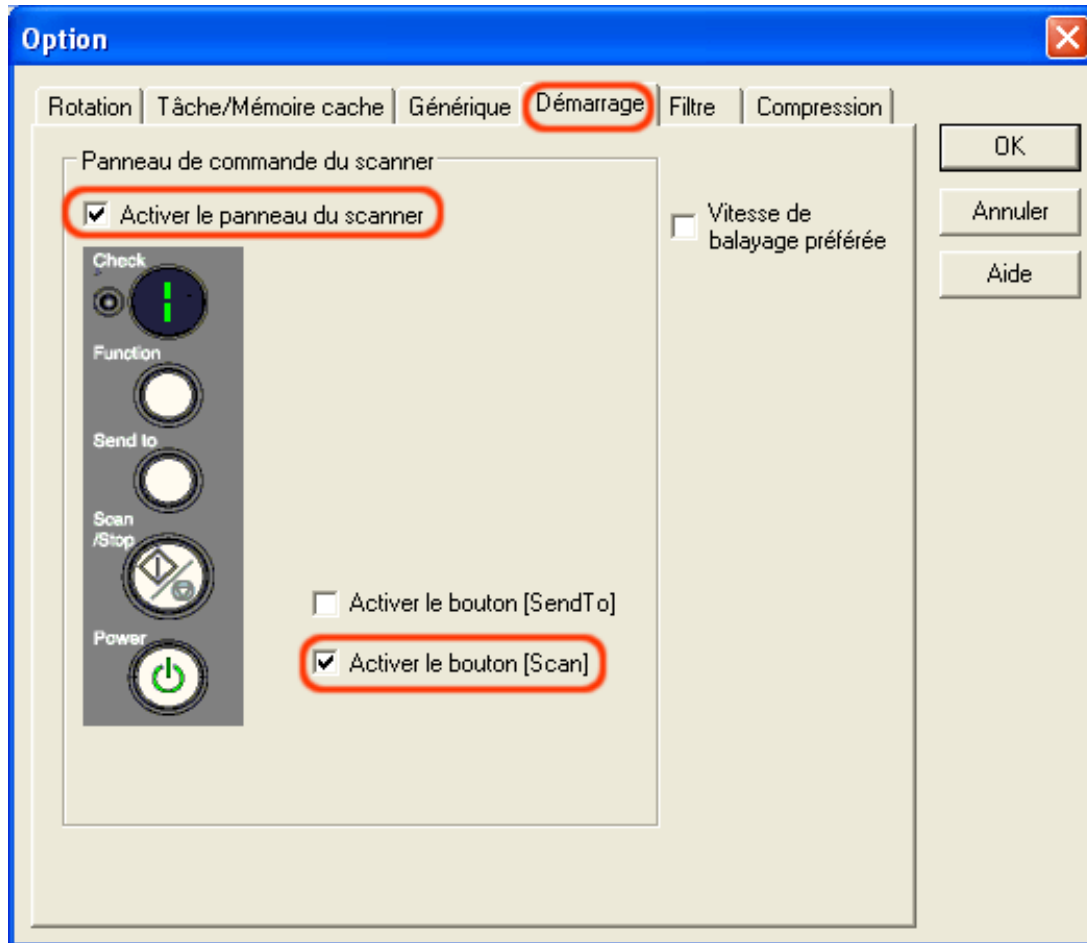 Option
Rotation Tâche/Mémoire cache Générique Démarrage Filtre Compression
Panneau de commande du scanner
Activer le panneau du scanner
Check
Function
Send to
Scan
/Stop
Power
Activer le bouton [SendTo]
Activer le bouton [Scan]
Vitesse de
balayage préférée
OK
Annuler
Aide